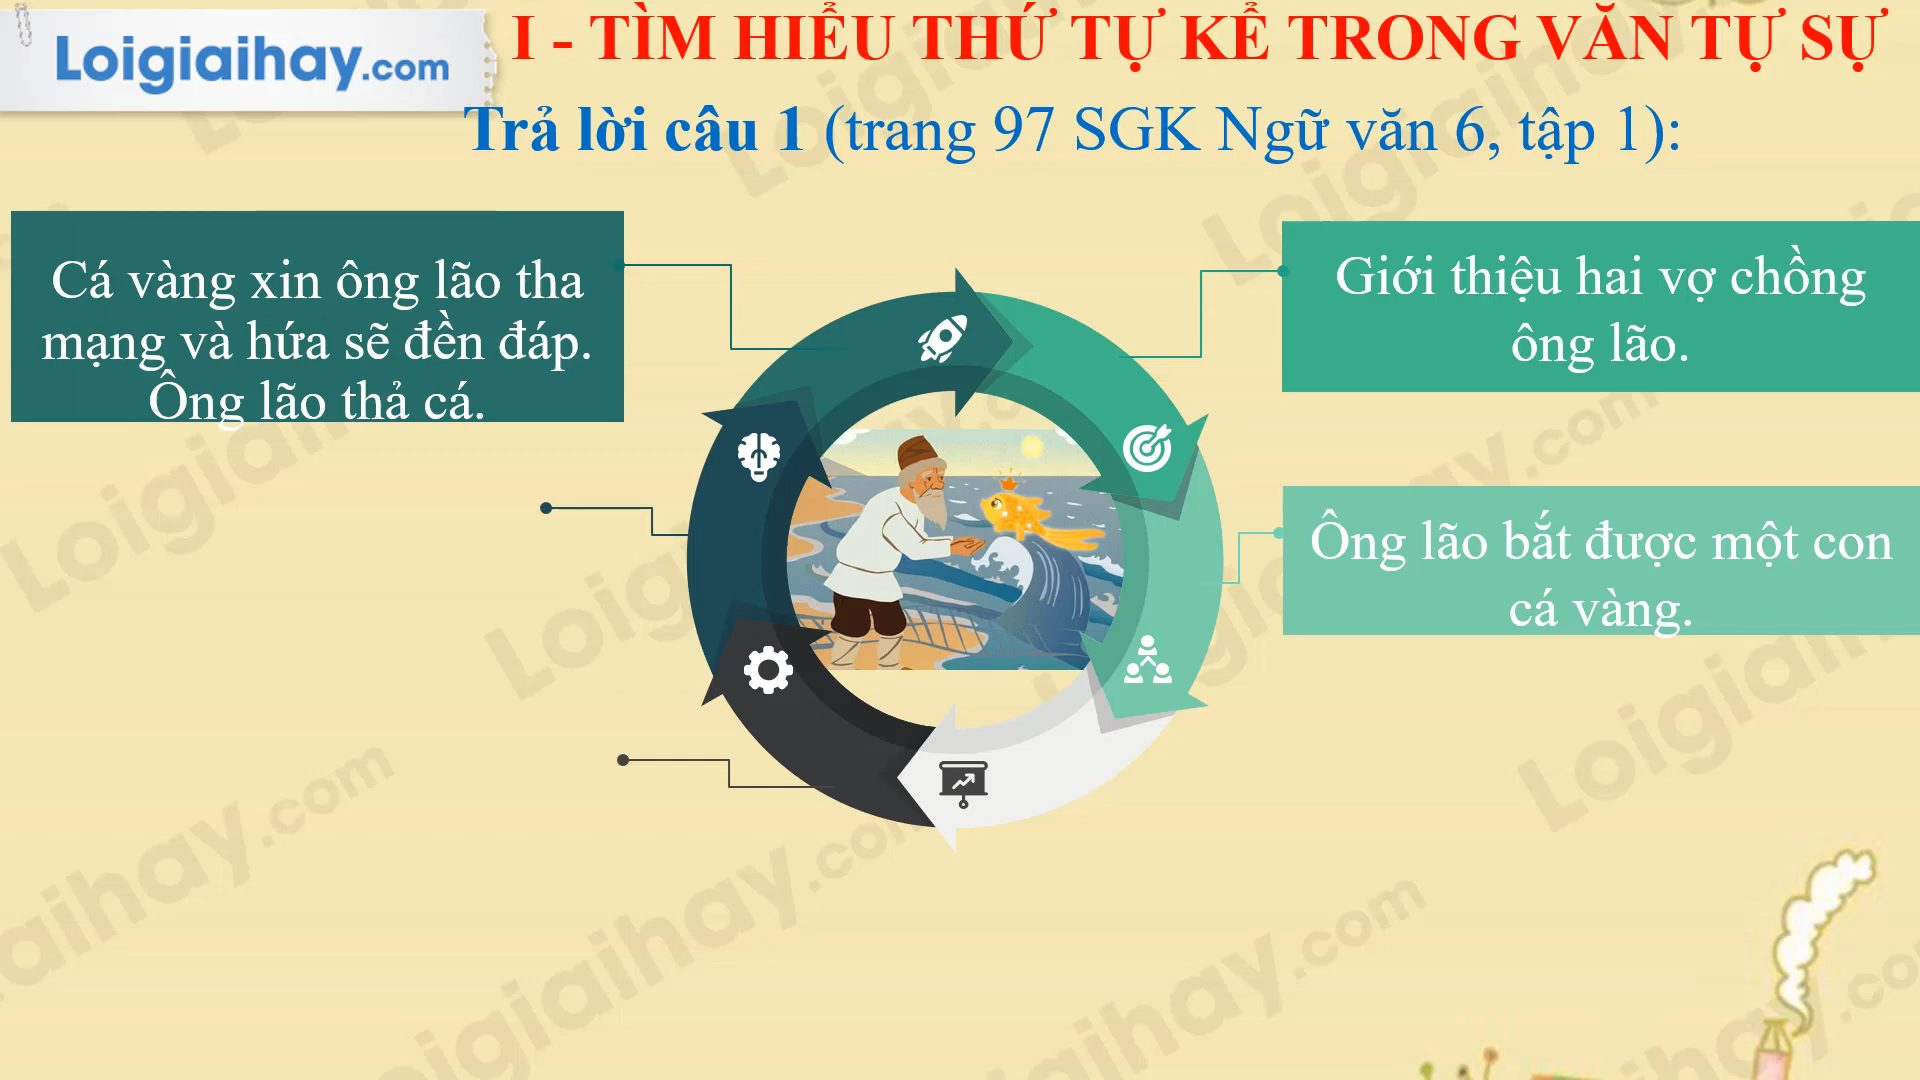 Loigiaihay.com
I - TÌM HIỂU THỨ TỰ KỂ TRONG VĂN TỰ SỰ
Trả lời câu 1 (trang 97 SGK Ngữ văn 6, tập 1):
Cá vàng xin ông lão tha
mạng và hứa sẽ đền đáp.
Ông lão thả cá.
Giới thiệu hai vợ chồng
ông lão.
Ông lão bắt được một con
cá vàng.